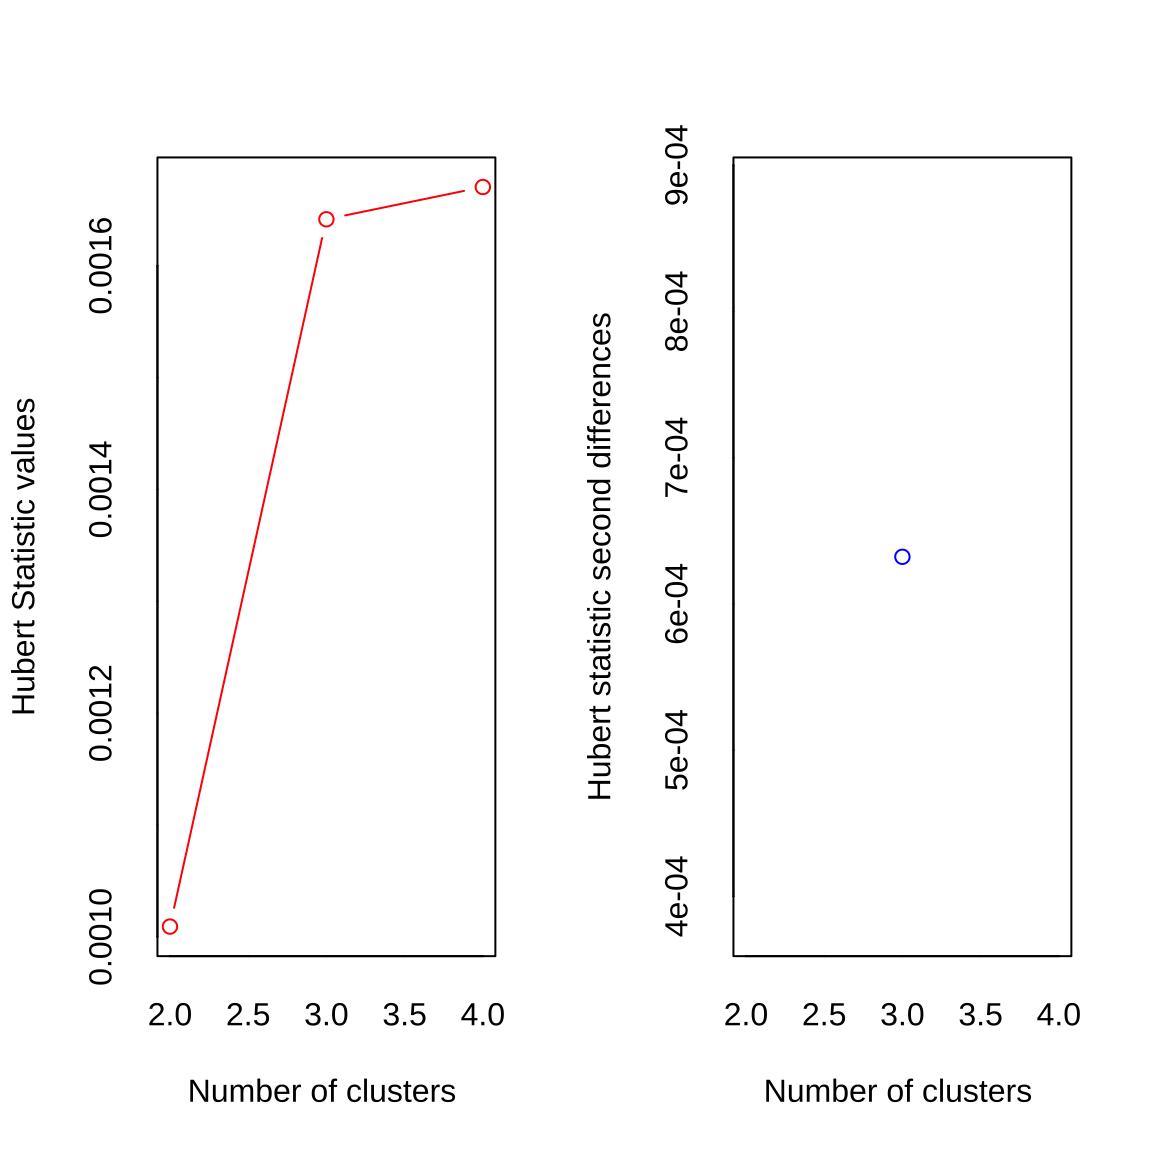 Hubert Statistic values
0.0010 0.0012 0.0014 0.0016
2.0 2.5 3.0 3.5 4.0
Number of clusters
Hubert statistic second differences
4e-04 5e-04 6e-04 7e-04 8e-04 9e-04
2.0 2.5 3.0 3.5 4.0
Number of clusters